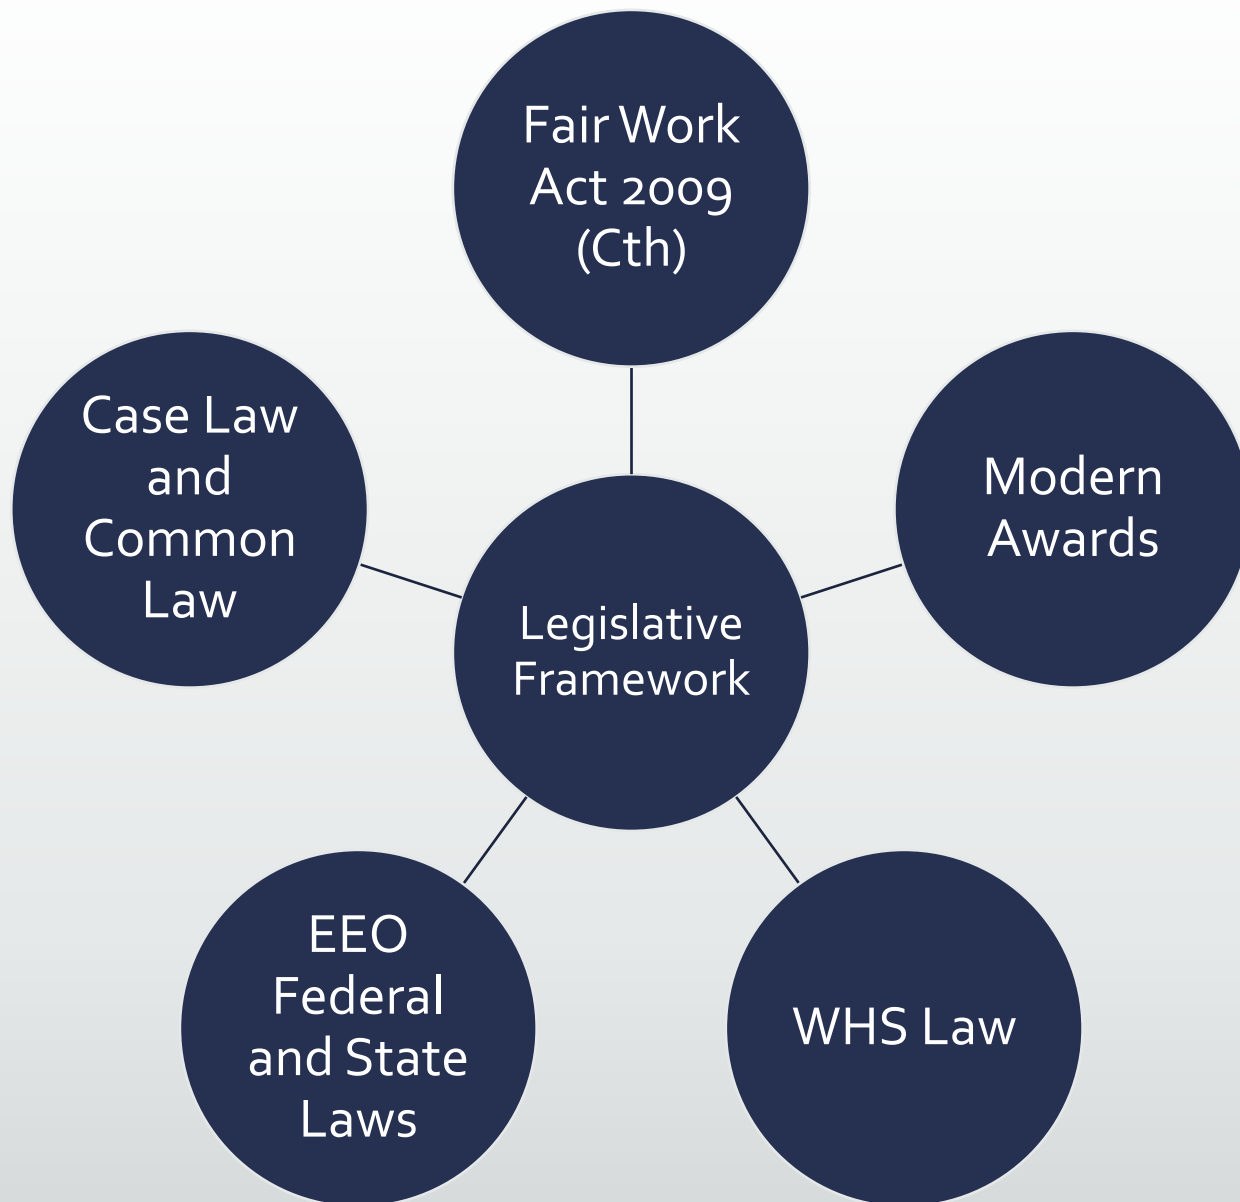 Fair Work
Act 2009
(Cth)
Case Law
and
Common
Law
Modern
Awards
Legislative
Framework
EEO
Federal
and State
Laws
WHS Law